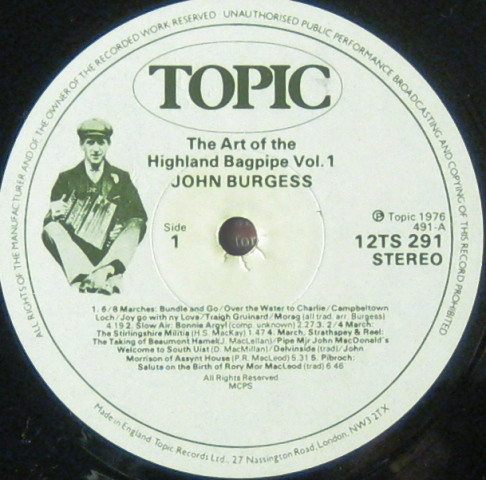 ALL RIGHTS OF THE MANUFACTURER AND OF THE OWNER OF THE RECORDED WORK RESERVED UNAUTHORISED PUBLIC PERFORMANCE BROADCASTING AND COPYING OF THIS RECORD PROHIBITED
TOPIC
The Art of the
Highland Bagpipe Vol.1
JOHN BURGESS
Side
1
Ⓟ Topic 1976
491-A
12TS 291
STEREO
1. 6/8 Marches: Bundle and Go/Over the Water to Charlie/Campbeltown
Loch/Joy go with my Love/Traigh Gruinard/Morag (all trad. arr. Burgess)
4.19 2. Slow Air: Bonnie Argyl (comp. unknown) 2.27 3. 2/4 March:
The Stirlingshire Militia (H.S. MacKay) 1.47 4. March, Strathspey & Reel:
The Taking of Beaumont Hamel (J. MacLellan)/Pipe Mjr John MacDonald's
Welcome to South Uist (D. MacMillan)/Delvinside (trad)/John
Morrison of Assynt House (P.R. MacLeod) 5.31 5. Pibroch:
Salute on the Birth of Rory Mor MacLeod (trad) 6.46
All Rights Reserved
MCPS
Made in England. Topic Records Ltd., 27 Nassington Road, London, NW3 2TX